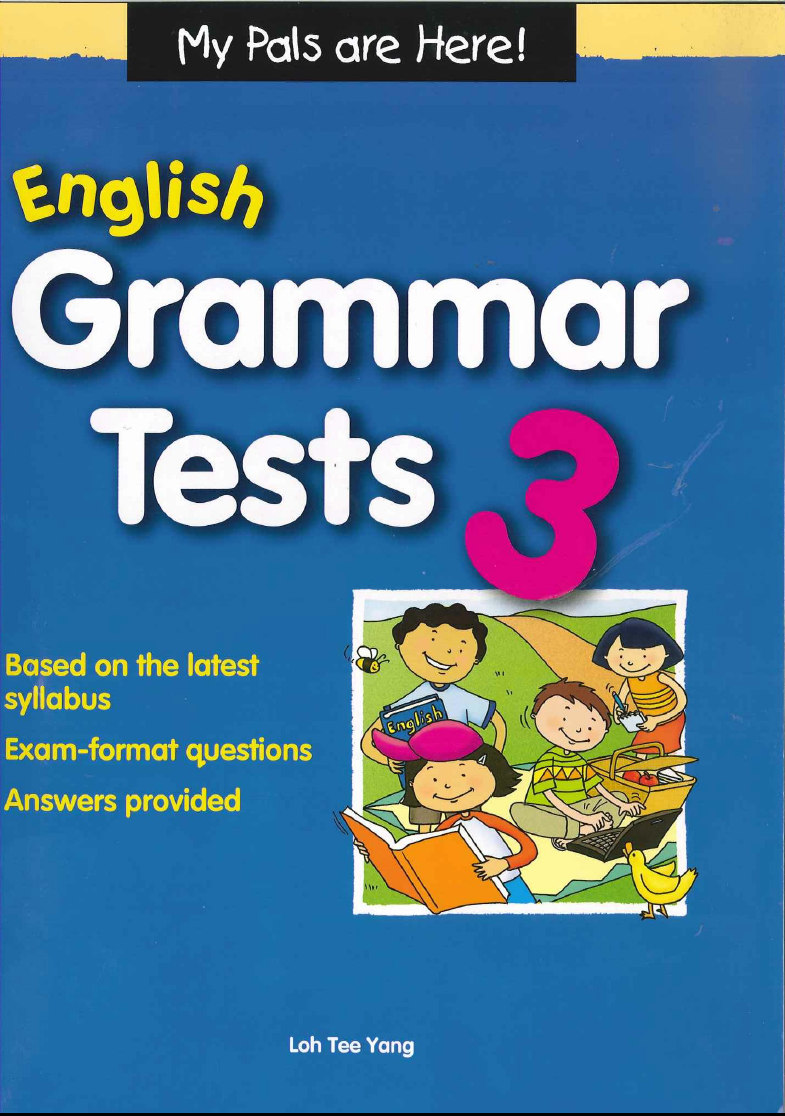 My Pals are Here!
English
Grammar
Tests 3
Based on the latest
syllabus
Exam-format questions
Answers provided
English
Loh Tee Yang